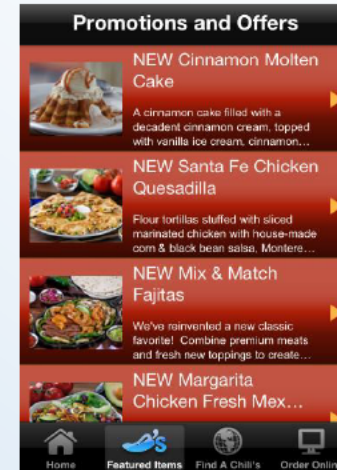 Promotions and Offers
NEW Cinnamon Molten
Cake
A cinnamon cake filled with a
decadent cinnamon cream, topped
with vanilla ice cream, cinnamon...
NEW Santa Fe Chicken
Quesadilla
Flour tortillas stuffed with sliced
marinated chicken with house-made
corn & black bean salsa, Montere...
NEW Mix & Match
Fajitas
We've reinvented a new classic
favorite! Combine premium meats
and fresh new toppings to create...
NEW Margarita
Chicken Fresh Mex...
Home Featured Items Find A Chili's Order Onlin